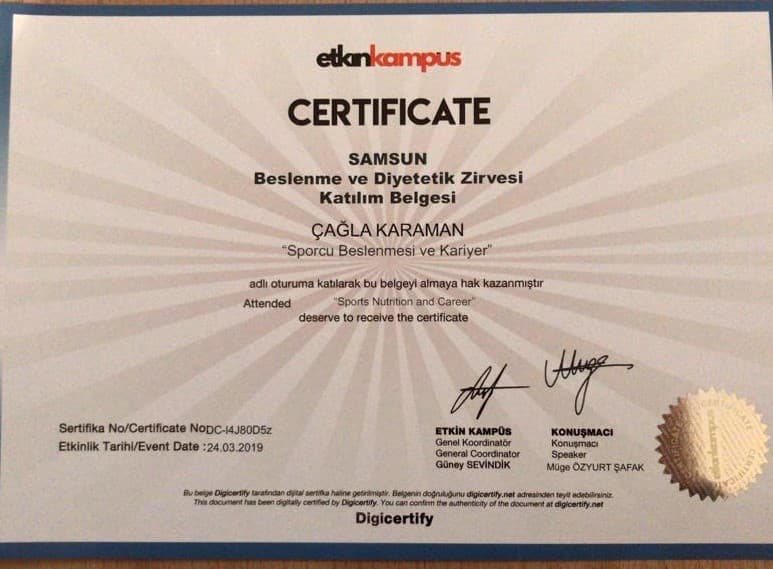 etkinkampüs
CERTIFICATE
SAMSUN
Beslenme ve Diyetetik Zirvesi
Katılım Belgesi
ÇAĞLA KARAMAN
“Sporcu Beslenmesi ve Kariyer”
adlı oturuma katılarak bu belgeyi almaya hak kazanmıştır
Attended “Sports Nutrition and Career”
deserve to receive the certificate
Sertifika No/Certificate No DC-I4J80D5z
Etkinlik Tarihi/Event Date : 24.03.2019
ETKİN KAMPÜS
Genel Koordinatör
General Coordinator
Güney SEVİNDİK
KONUŞMACI
Konuşmacı
Speaker
Müge ÖZYURT ŞAFAK
Bu belge Digicertify tarafından dijital sertifika haline getirilmiştir. Belgenin doğruluğunu digicertify.net adresinden teyit edebilirsiniz.
This document has been digitally certified by Digicertify. You can confirm the authenticity of the document at digicertify.net
Digicertify